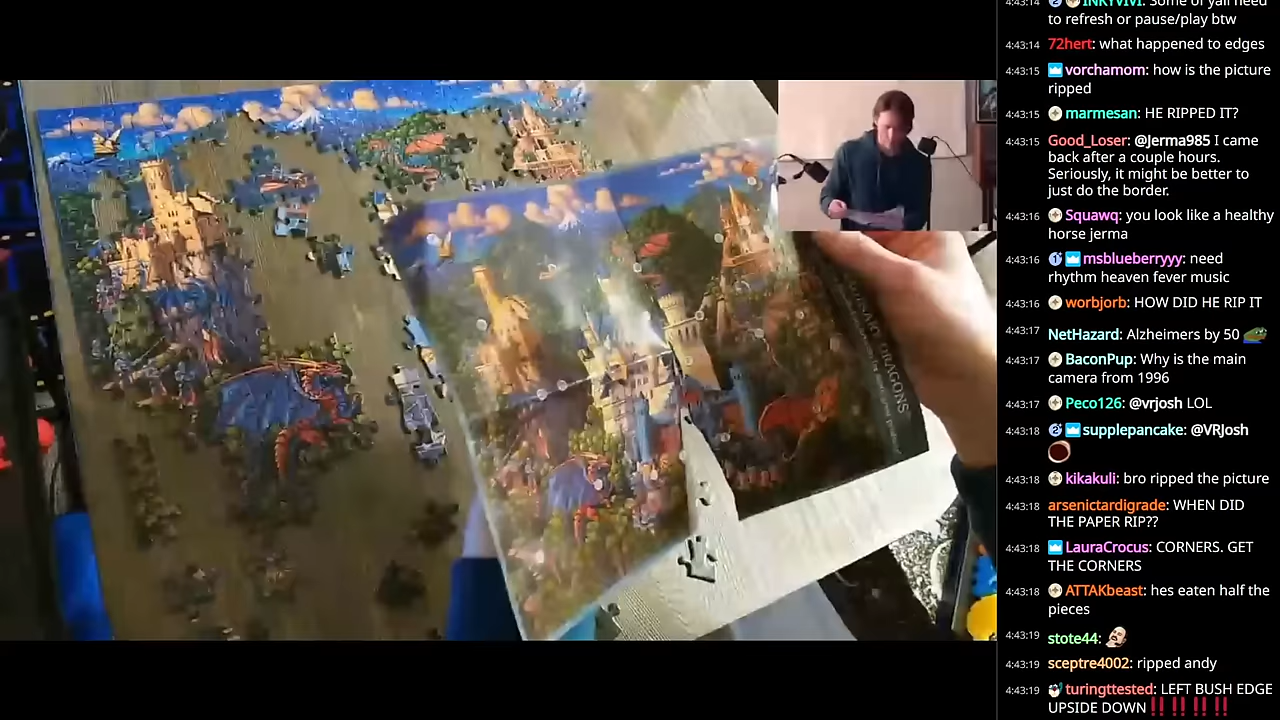 4:43:14 INKYVIVI: Some of yall need
to refresh or pause/play btw
4:43:14 72hert: what happened to edges
4:43:15 vorchamom: how is the picture
ripped
4:43:15 marmesan: HE RIPPED IT?
4:43:15 Good_Loser: @Jerma985 I came
back after a couple hours.
Seriously, it might be better to
just do the border.
4:43:16 Squawq: you look like a healthy
horse jerma
4:43:16 msblueberryyy: need
rhythm heaven fever music
4:43:16 worbjorb: HOW DID HE RIP IT
4:43:17 NetHazard: Alzheimers by 50
4:43:17 BaconPup: Why is the main
camera from 1996
4:43:17 Peco126: @vrjosh LOL
4:43:18 supplepancake: @VRJosh
4:43:18 kikakuli: bro ripped the picture
4:43:18 arsenictardigrade: WHEN DID
THE PAPER RIP??
4:43:18 LauraCrocus: CORNERS. GET
THE CORNERS
4:43:18 ATTAKbeast: hes eaten half the
pieces
4:43:19 stote44:
4:43:19 sceptre4002: ripped andy
4:43:19 turingttested: LEFT BUSH EDGE
UPSIDE DOWN ‼️ ‼️ ‼️ ‼️
DRAGONS